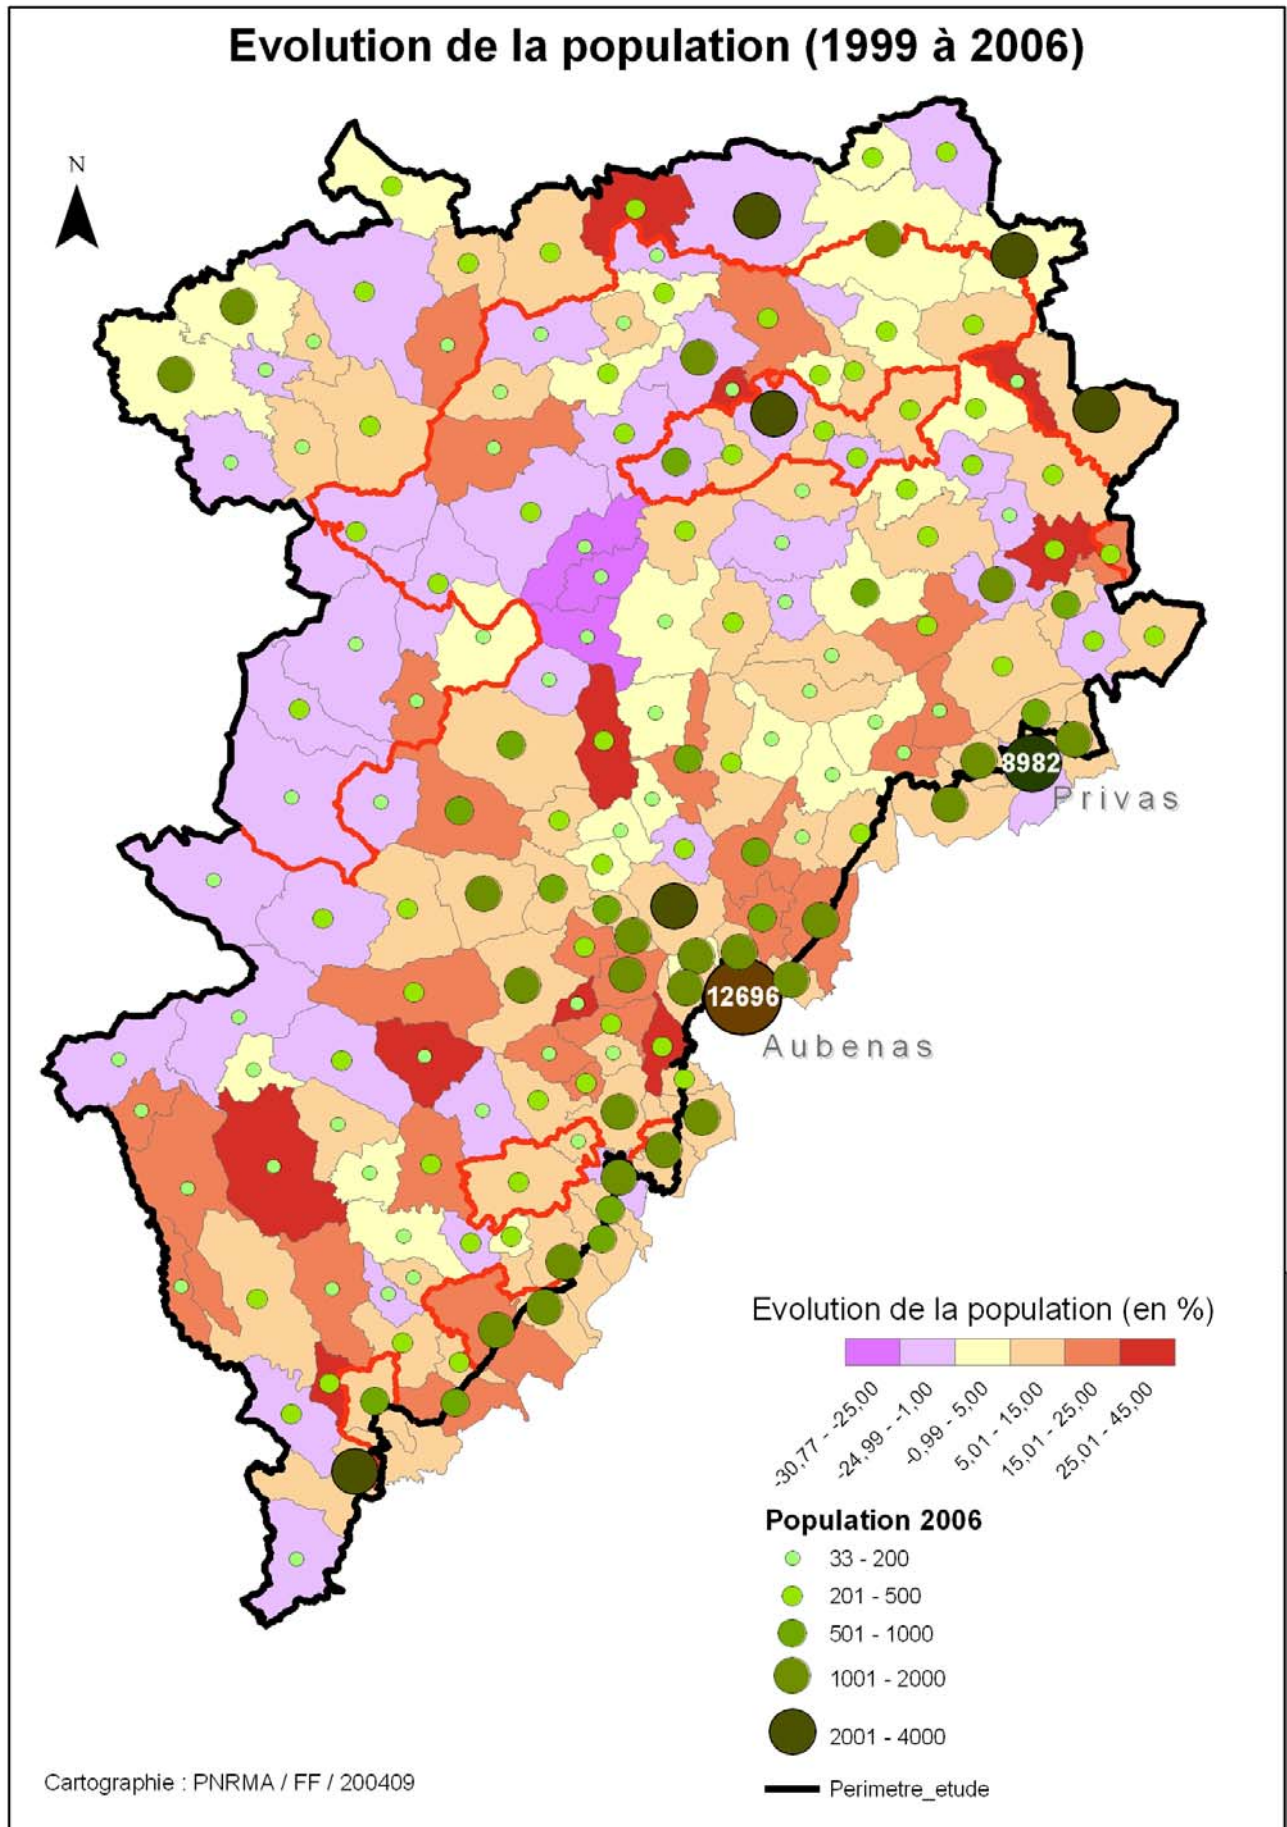 Evolution de la population (1999 à 2006)
N
8982
Privas
12696
Aubenas
Evolution de la population (en %)
-30,77 - -25,00
-24,99 - -1,00
-0,99 - 5,00
5,01 - 15,00
15,01 - 25,00
25,01 - 45,00
Population 2006
33 - 200
201 - 500
501 - 1000
1001 - 2000
2001 - 4000
Perimetre_etude
Cartographie : PNRMA / FF / 200409